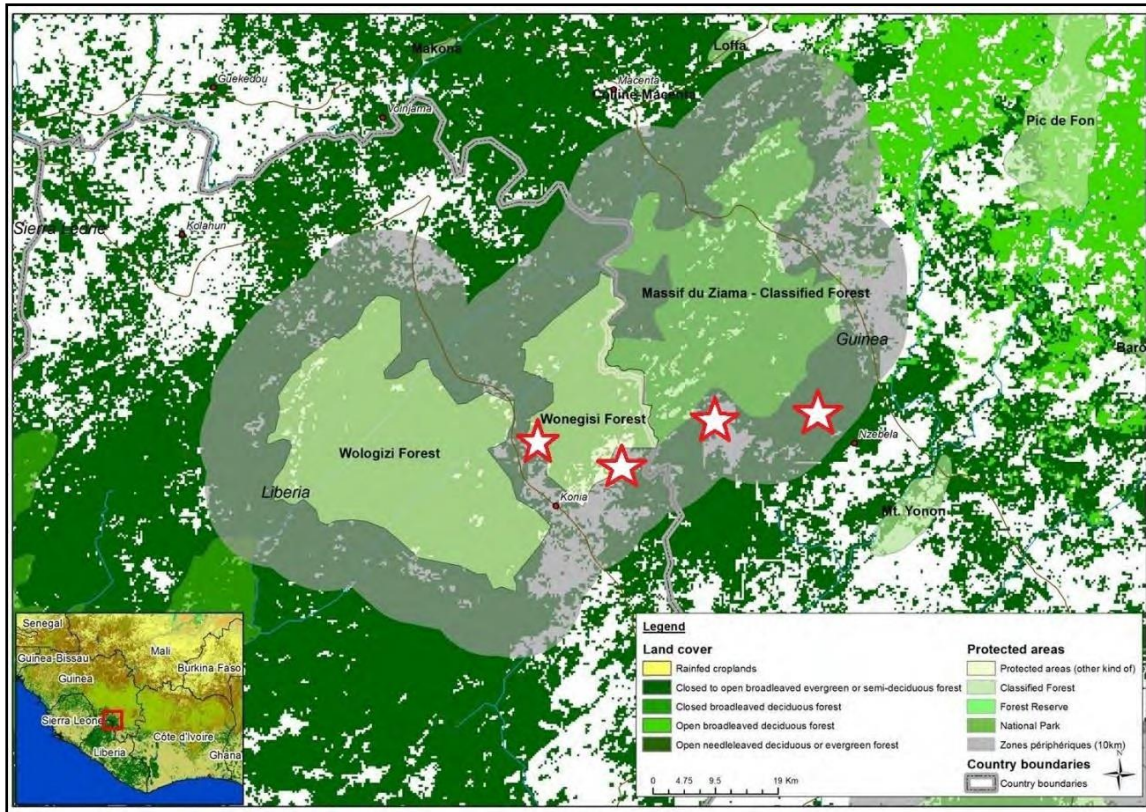 Makona
Loffa
Guekedou
Macenta
Colline Macenta
Voinjama
Pic de Fon
Sierra Leone
Kolahun
Massif du Ziama - Classified Forest
Guinea
Baro
Wonegisi Forest
Wologizi Forest
Nzebela
Liberia
Konia
Mt. Yonon
Senegal
Mali
Guinea-Bissau
Burkina Faso
Guinea
Sierra Leone
Côte d'Ivoire
Liberia
Ghana
Legend
Land cover
Rainfed croplands
Closed to open broadleaved evergreen or semi-deciduous forest
Closed broadleaved deciduous forest
Open broadleaved deciduous forest
Open needleleaved deciduous or evergreen forest
0 4.75 9.5 19 Km
Protected areas
Protected areas (other kind of)
Classified Forest
Forest Reserve
National Park
Zones périphériques (10km)
Country boundaries
Country boundaries
N